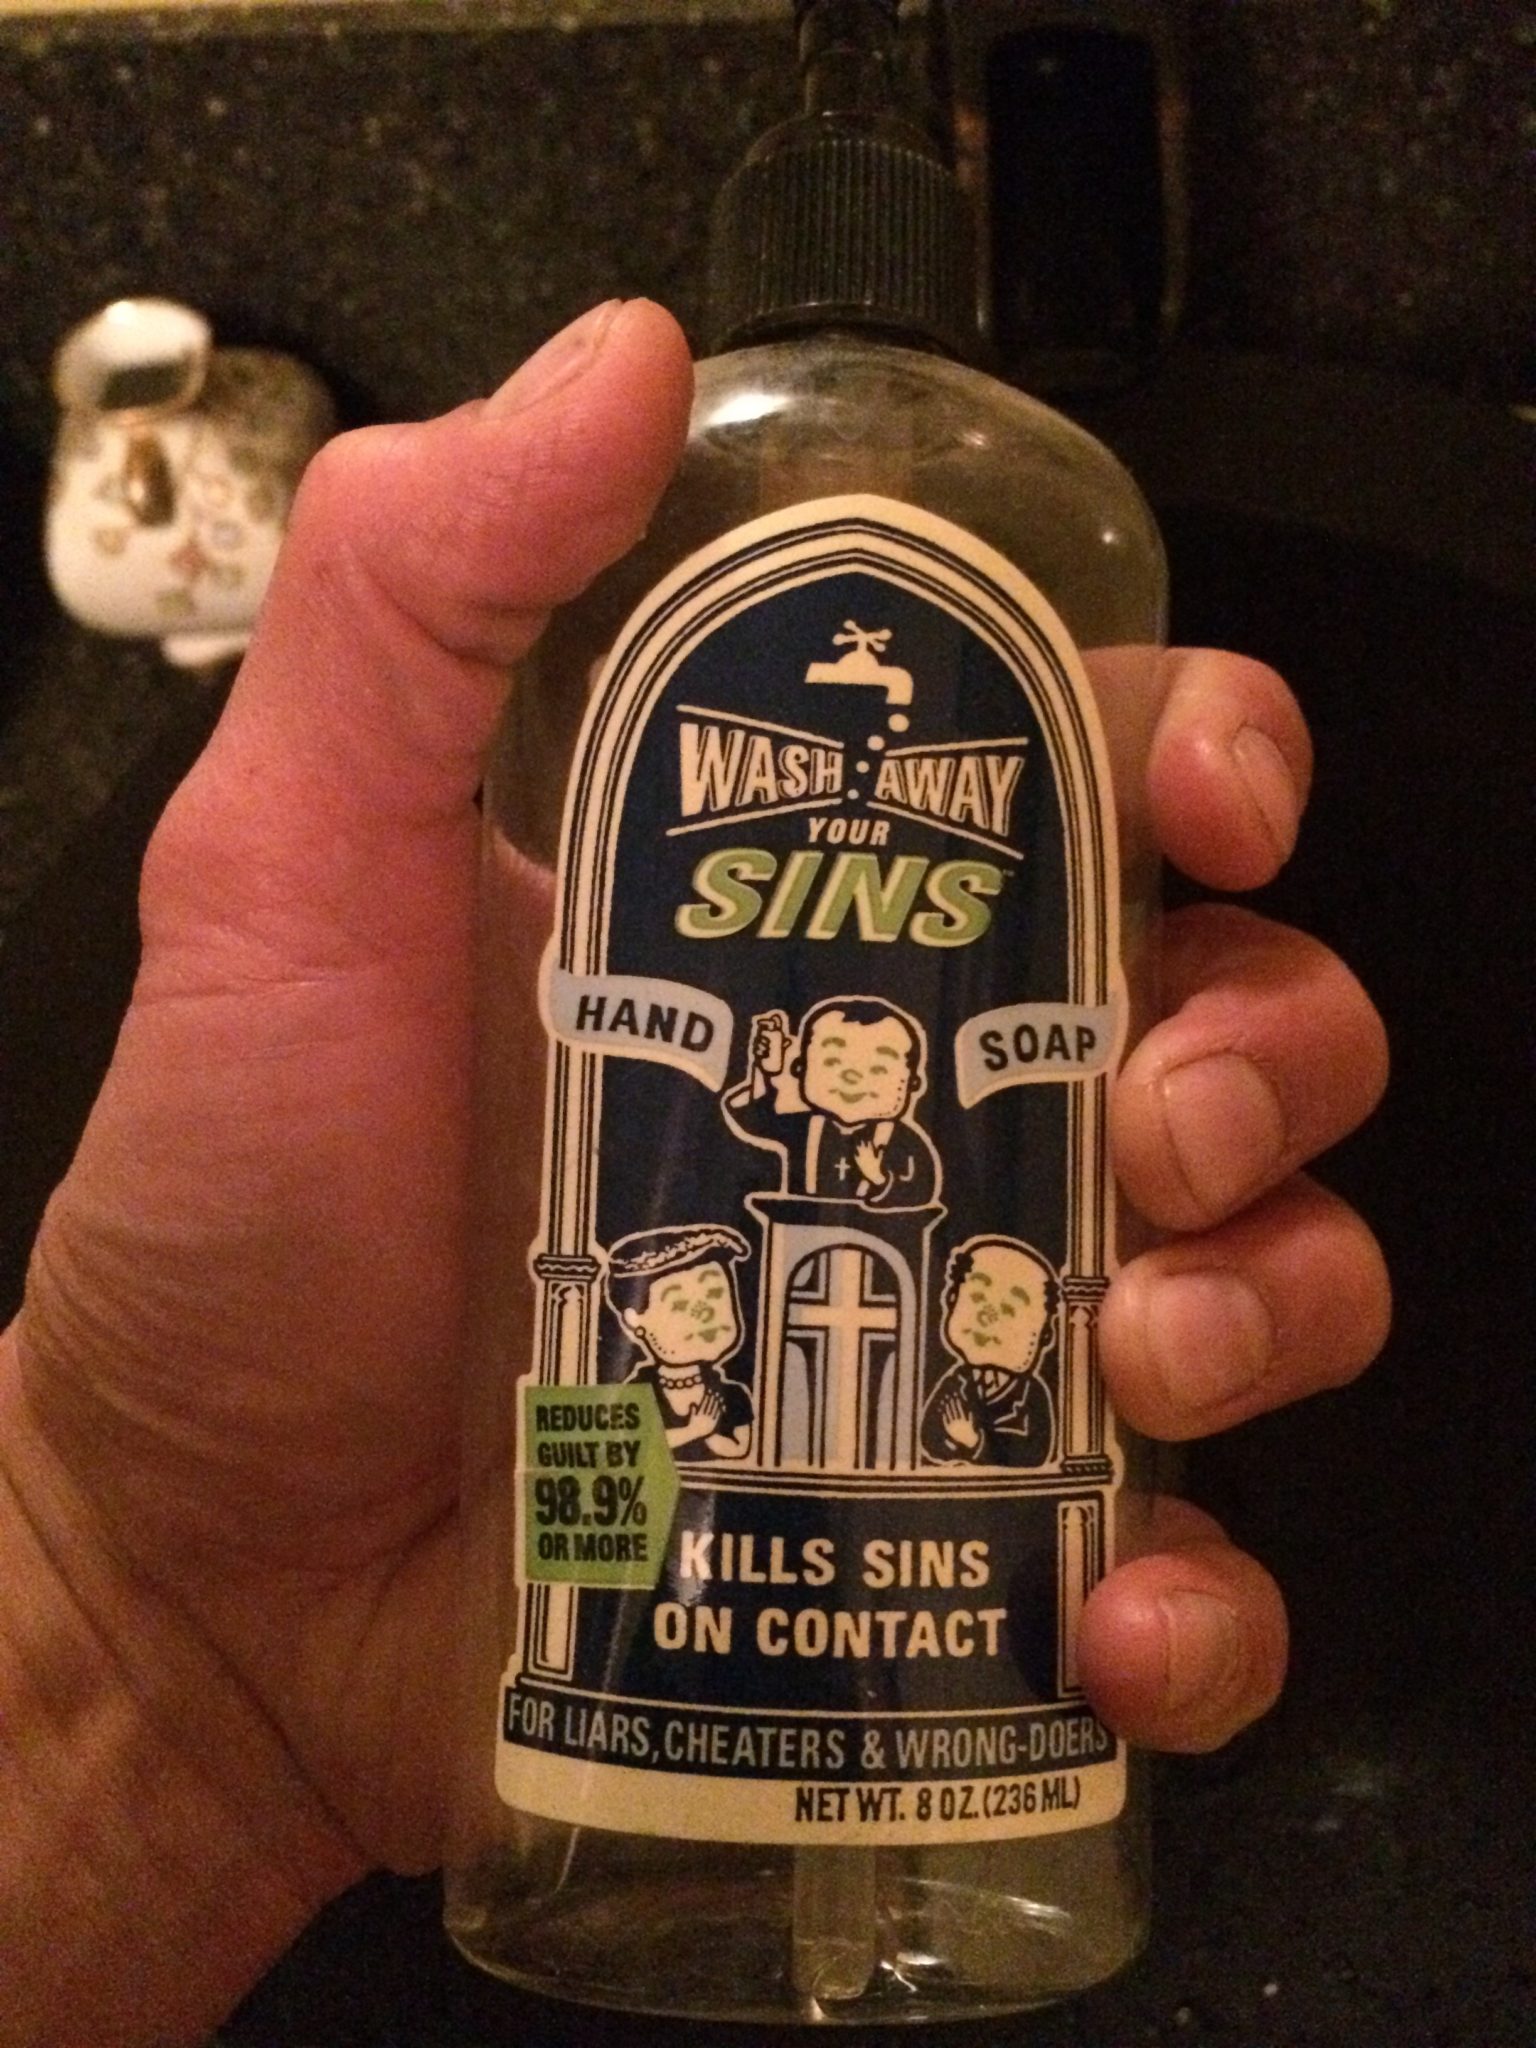 WASH AWAY
YOUR
SINS™
HAND SOAP
REDUCES
GUILT BY
98.9%
OR MORE
KILLS SINS
ON CONTACT
FOR LIARS, CHEATERS & WRONG-DOERS
NET WT. 8 OZ. (236 ML)